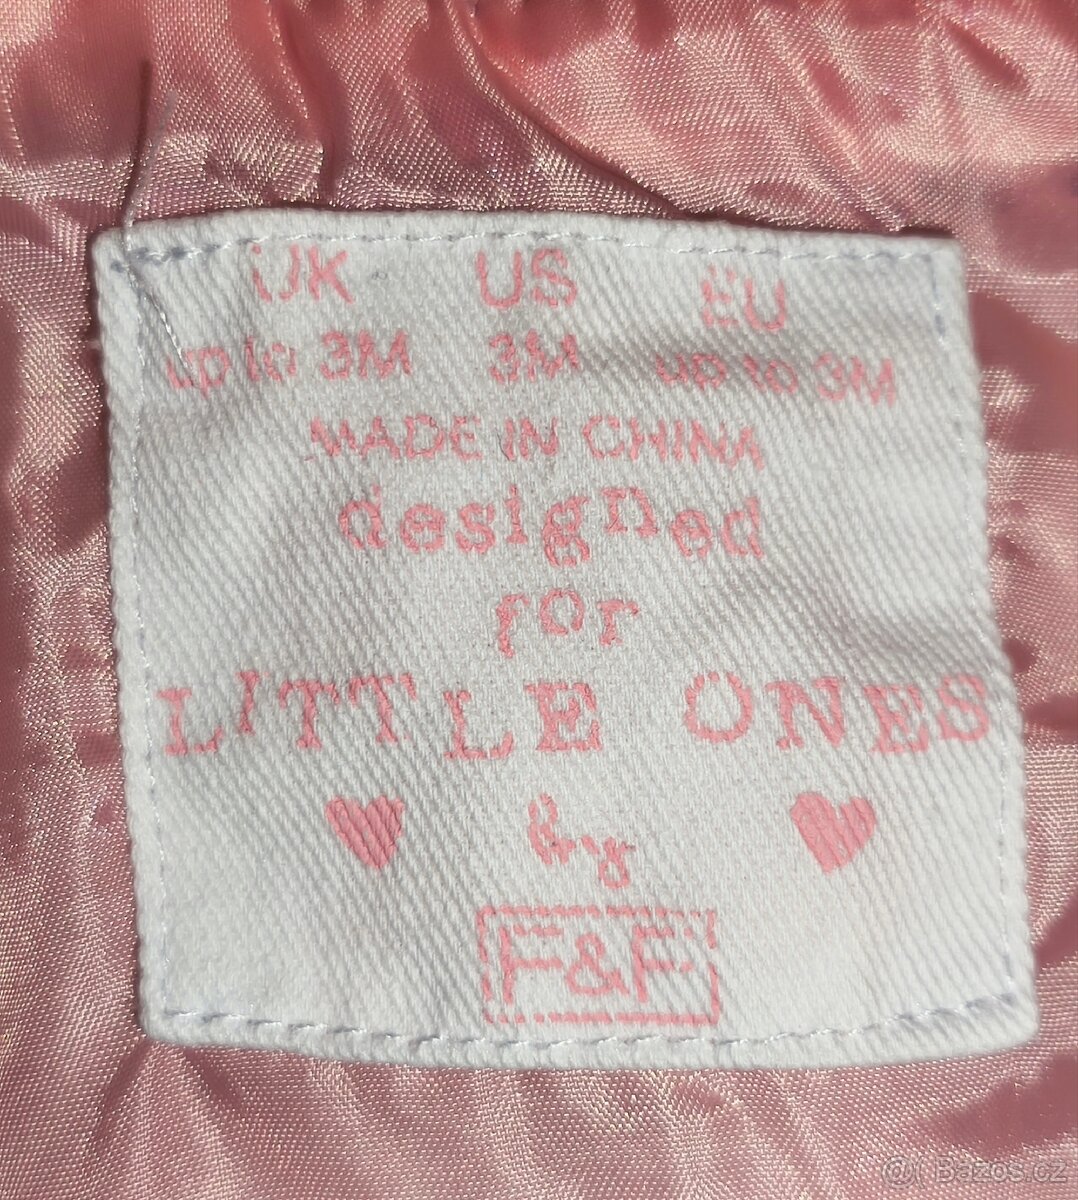 UK US EU
up to 3M 3M up to 3M
MADE IN CHINA
designed
for
LITTLE ONES
by
F&F
@( Bazos.cz